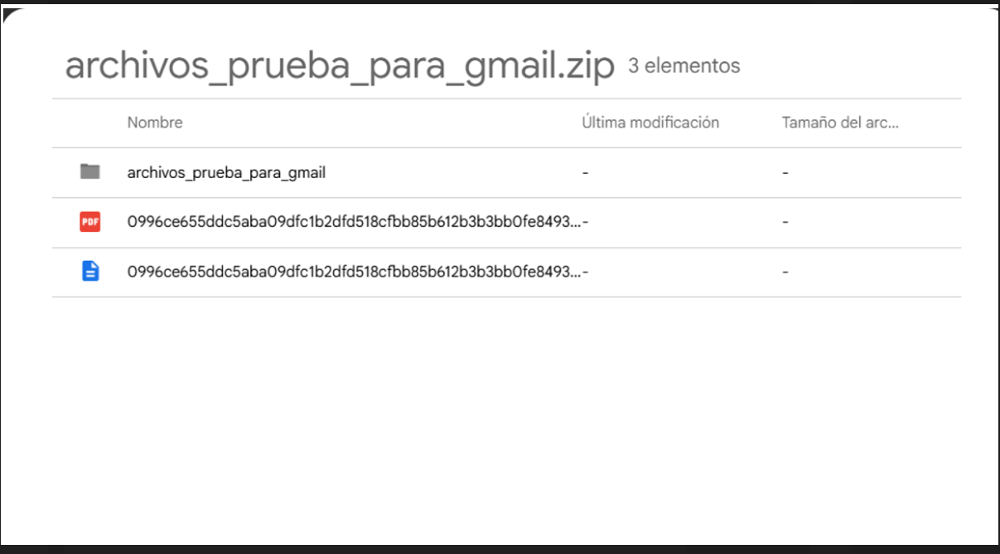 archivos_prueba_para_gmail.zip 3 elementos
Nombre Última modificación Tamaño del arc...
archivos_prueba_para_gmail - -
PDF 0996ce655ddc5aba09dfc1b2dfd518cfbb85b612b3b3bb0fe8493...- -
0996ce655ddc5aba09dfc1b2dfd518cfbb85b612b3b3bb0fe8493...- -